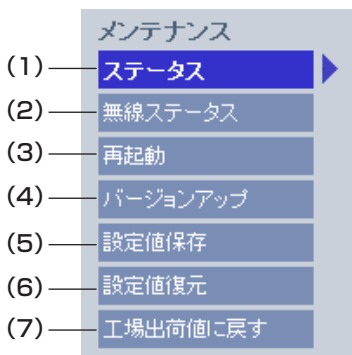 メンテナンス
(1) ステータス
(2) 無線ステータス
(3) 再起動
(4) バージョンアップ
(5) 設定値保存
(6) 設定値復元
(7) 工場出荷値に戻す